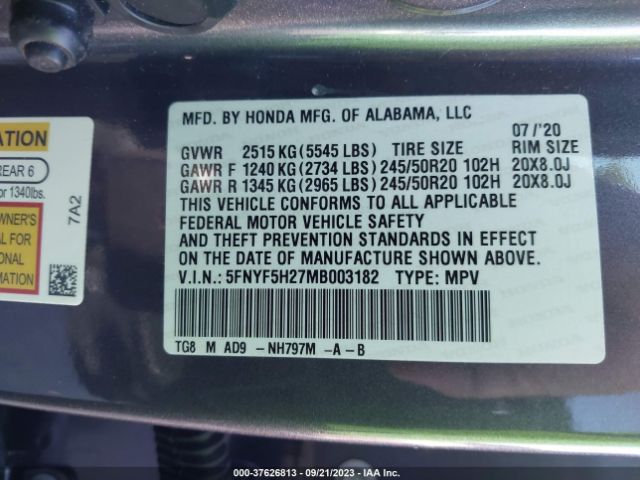 ATION
REAR 6
r 1340lbs.
7A2
OWNER'S
AL FOR
IONAL
RMATION
MFD. BY HONDA MFG. OF ALABAMA, LLC
07 /'20
GVWR 2515 KG (5545 LBS) TIRE SIZE RIM SIZE
GAWR F 1240 KG (2734 LBS) 245/50R20 102H 20X8.0J
GAWR R 1345 KG (2965 LBS) 245/50R20 102H 20X8.0J
THIS VEHICLE CONFORMS TO ALL APPLICABLE
FEDERAL MOTOR VEHICLE SAFETY
AND THEFT PREVENTION STANDARDS IN EFFECT
ON THE DATE OF MANUFACTURE SHOWN ABOVE.
V.I.N.: 5FNYF5H27MB003182 TYPE: MPV
TG8 M AD9 -NH797M -A-B
000-37626813 - 09/21/2023 - IAA Inc.